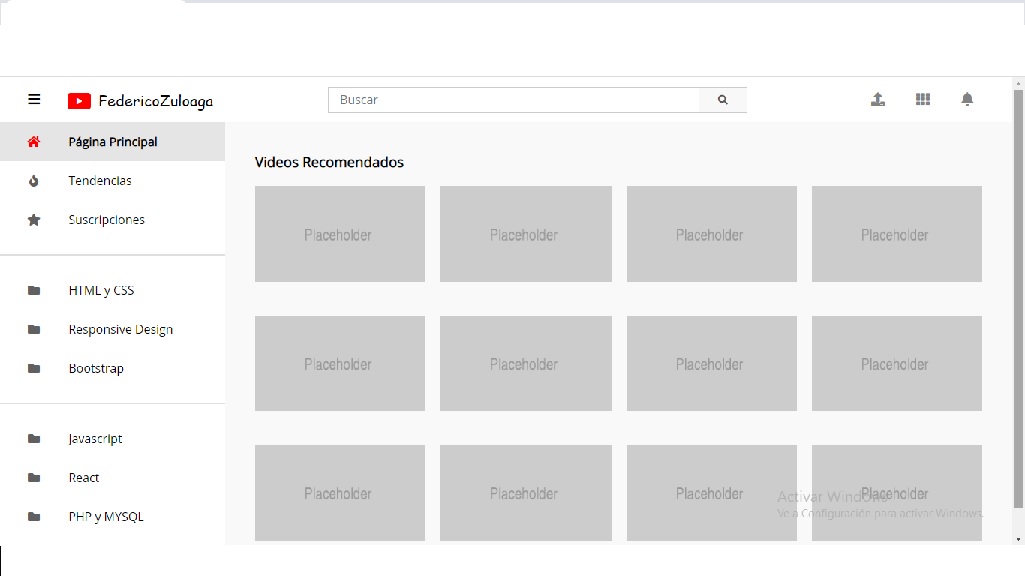 FedericoZuloaga
Buscar
Página Principal
Tendencias
Suscripciones
HTML y CSS
Responsive Design
Bootstrap
Javascript
React
PHP y MYSQL
Videos Recomendados
Placeholder Placeholder Placeholder Placeholder
Placeholder Placeholder Placeholder Placeholder
Placeholder Placeholder Placeholder Placeholder
Activar Windows
Ve a Configuración para activar Windows.